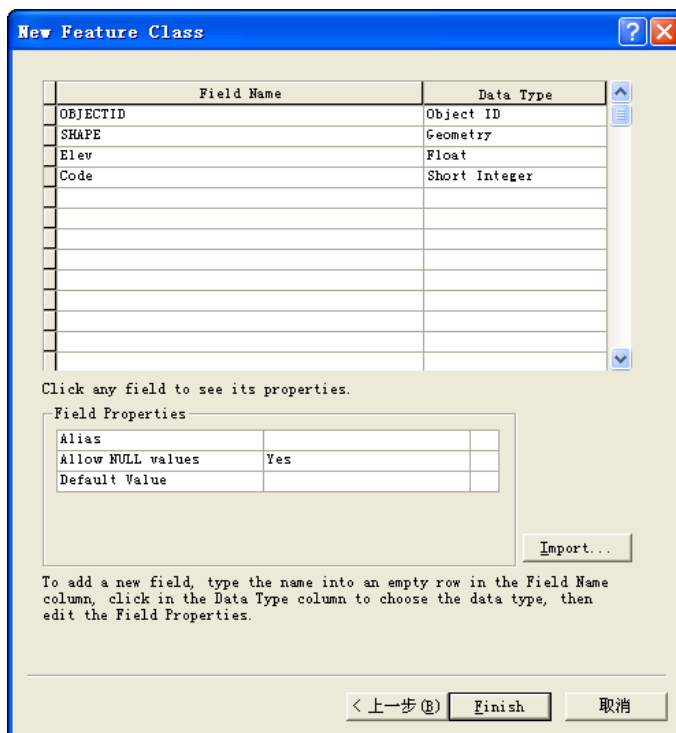 New Feature Class
Field Name Data Type
OBJECTID Object ID
SHAPE Geometry
Elev Float
Code Short Integer
Click any field to see its properties.
Field Properties
Alias
Allow NULL values Yes
Default Value
Import...
To add a new field, type the name into an empty row in the Field Name
column, click in the Data Type column to choose the data type, then
edit the Field Properties.
< 上一步(B) Finish 取消